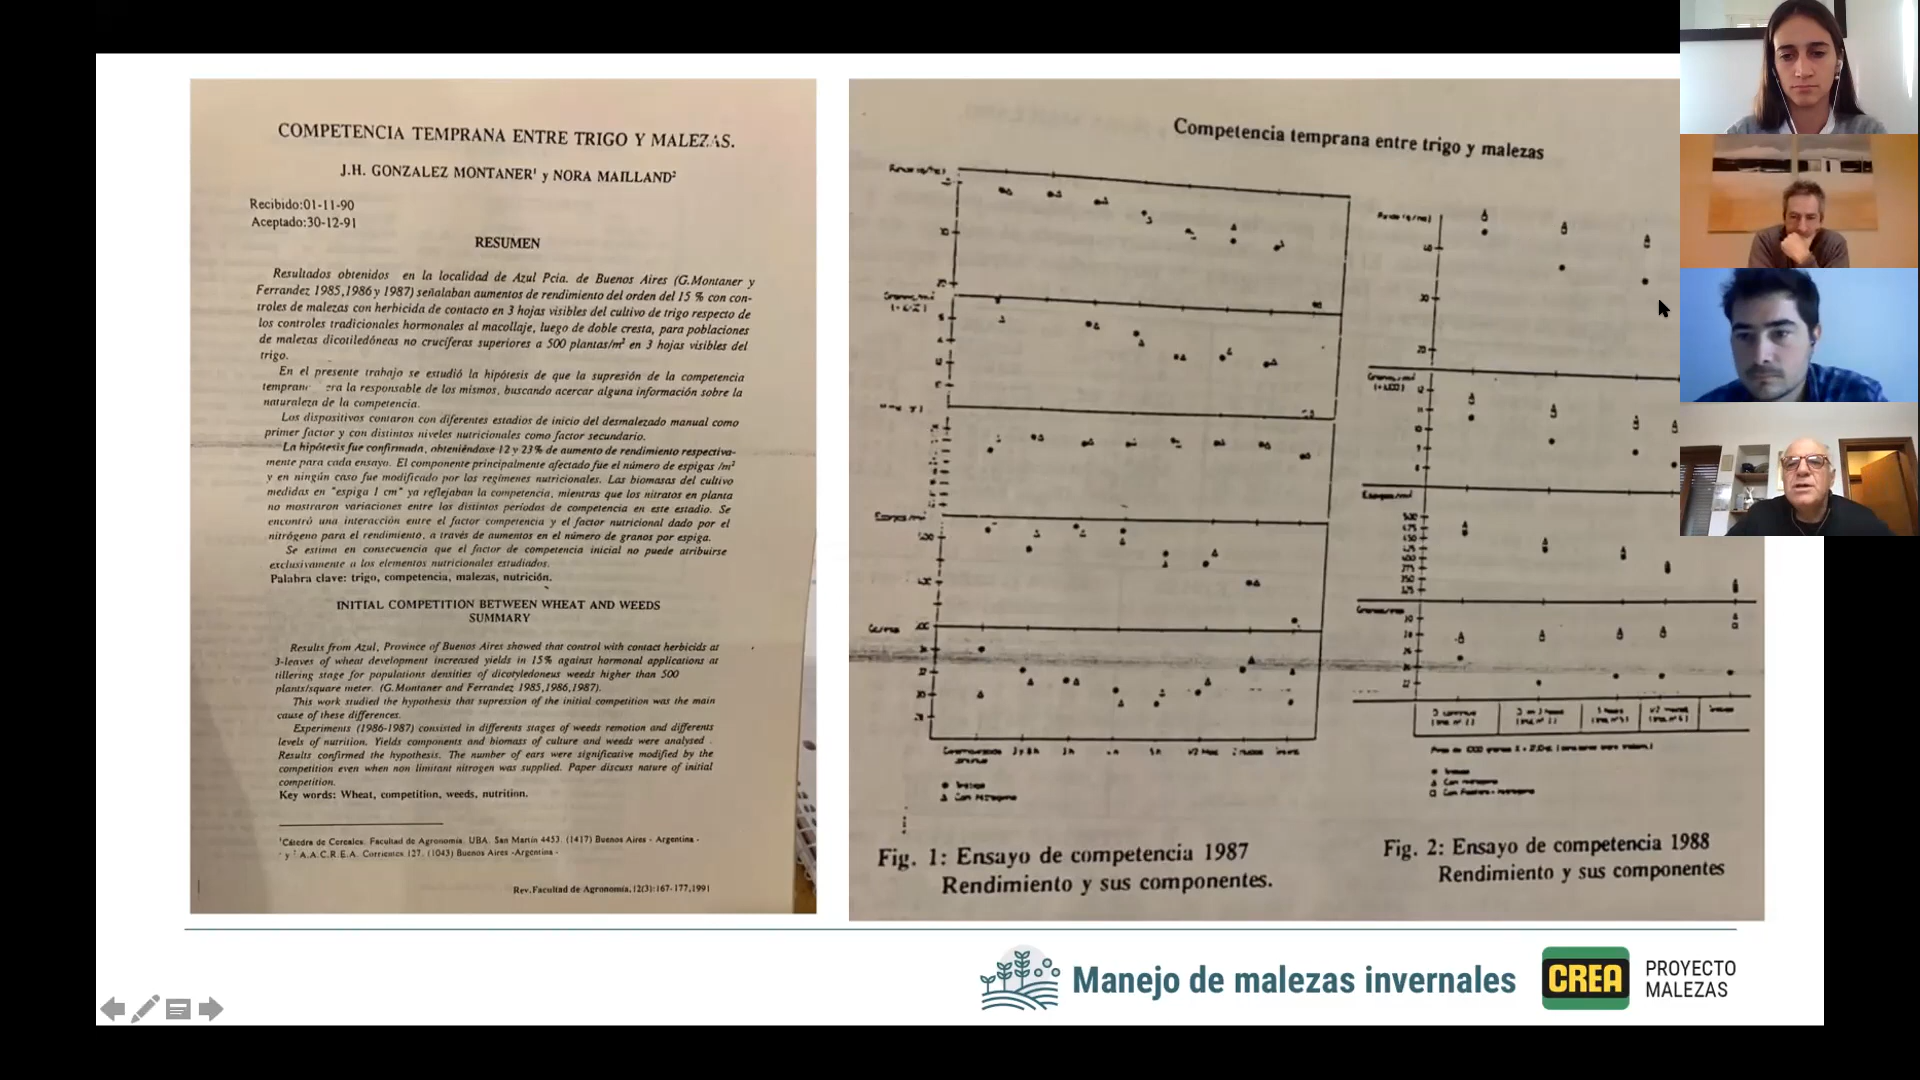 COMPETENCIA TEMPRANA ENTRE TRIGO Y MALEZAS.
J.H. GONZALEZ MONTANER¹ y NORA MAILLAND²
Recibido:01-11-90
Aceptado:30-12-91
RESUMEN
Resultados obtenidos en la localidad de Azul Pcia. de Buenos Aires (G.Montaner y
Ferrandez 1985,1986 y 1987) señalaban aumentos de rendimiento del orden del 15 % con con-
troles de malezas con herbicida de contacto en 3 hojas visibles del cultivo de trigo respecto de
los controles tradicionales hormonales al macollaje, luego de doble cresta, para poblaciones
de malezas dicotiledóneas no crucíferas superiores a 500 plantas/m² en 3 hojas visibles del
trigo.
En el presente trabajo se estudió la hipótesis de que la supresión de la competencia
era la responsable de los mismos, buscando acercar alguna información sobre la
naturaleza de la competencia.
Los dispositivos contaron con diferentes estadios de inicio del desmalezado manual como
primer factor y con distintos niveles nutricionales como factor secundario.
La hipótesis fue confirmada, obteniéndose 12 y 23% de aumento de rendimiento respectiva-
mente para cada ensayo. El componente principalmente afectado fue el número de espigas /m²
y en ningún caso fue modificado por los regímenes nutricionales. Las biomasas del cultivo
medidas en "espiga 1 cm" ya reflejaban la competencia, mientras que los nitratos en planta
no mostraron variaciones entre los distintos períodos de competencia en este estadio. Se
encontró una interacción entre el factor competencia y el factor nutricional dado por el
nitrógeno para el rendimiento, a través de aumentos en el número de granos por espiga.
Se estima en consecuencia que el factor de competencia inicial no puede atribuirse
exclusivamente a los elementos nutricionales estudiados.
Palabra clave: trigo, competencia, malezas, nutrición.
INITIAL COMPETITION BETWEEN WHEAT AND WEEDS
SUMMARY
Results from Azul, Province of Buenos Aires showed that control with contact herbicids at
3-leaves of wheat development increased yields in 15% against hormonal applications at
tillering stage for populations densities of dicotyledoneus weeds higher than 500
plants/square meter. (G.Montaner and Ferrandez 1985,1986,1987).
This work studied the hypothesis that supression of the initial competition was the main
cause of these differences.
Experiments (1986-1987) consisted in different stages of weeds remotion and differents
levels of nutrition. Yields components and biomass of culture and weeds were analysed .
Results confirmed the hypothesis. The number of ears were significative modified by the
competition even when non limitant nitrogen was supplied. Paper discuss nature of initial
competition.
Key words: Wheat, competition, weeds, nutrition.
¹Cátedra de Cereales. Facultad de Agronomía. UBA. San Martín 4453. (1417) Buenos Aires - Argentina -
y ² A.A.C.R.E.A. Corrientes 127. (1043) Buenos Aires -Argentina -
Rev. Facultad de Agronomía, 12(3):167-177,1991
Competencia temprana entre trigo y malezas
Fig. 1: Ensayo de competencia 1987
Rendimiento y sus componentes.
Fig. 2: Ensayo de competencia 1988
Rendimiento y sus componentes
Manejo de malezas invernales
CREA
PROYECTO
MALEZAS